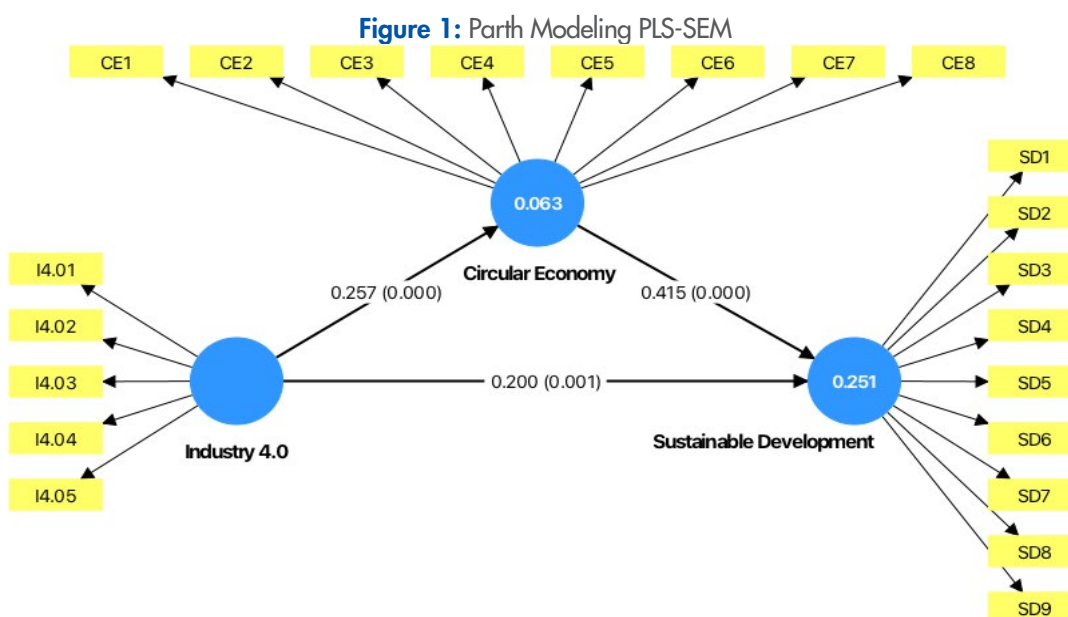 Figure 1: Parth Modeling PLS-SEM
CE1 CE2 CE3 CE4 CE5 CE6 CE7 CE8
SD1
0.063
SD2
I4.01
Circular Economy
SD3
0.257 (0.000) 0.415 (0.000)
I4.02
SD4
I4.03 0.200 (0.001) 0.251 SD5
I4.04
SD6
Industry 4.0 Sustainable Development
I4.05
SD7
SD8
SD9